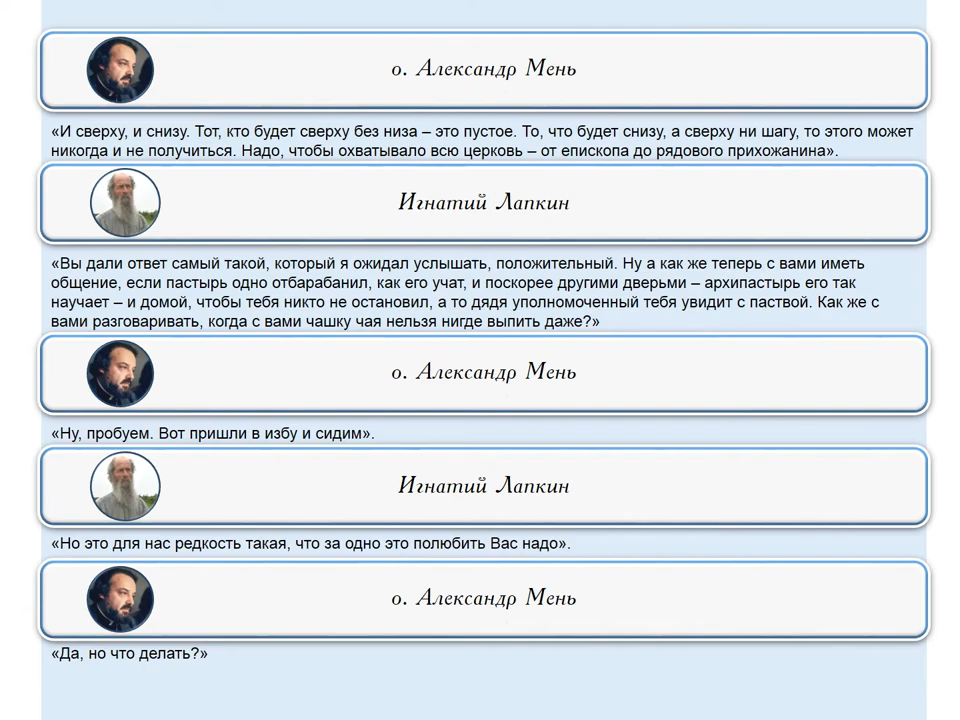 о. Александр Мень
«И сверху, и снизу. Тот, кто будет сверху без низа – это пустое. То, что будет снизу, а сверху ни шагу, то этого может
никогда и не получиться. Надо, чтобы охватывало всю церковь – от епископа до рядового прихожанина».
Игнатий Лапкин
«Вы дали ответ самый такой, который я ожидал услышать, положительный. Ну а как же теперь с вами иметь
общение, если пастырь одно отбарабанил, как его учат, и поскорее другими дверьми – архипастырь его так
научает – и домой, чтобы тебя никто не остановил, а то дядя уполномоченный тебя увидит с паствой. Как же с
вами разговаривать, когда с вами чашку чая нельзя нигде выпить даже?»
о. Александр Мень
«Ну, пробуем. Вот пришли в избу и сидим».
Игнатий Лапкин
«Но это для нас редкость такая, что за одно это полюбить Вас надо».
о. Александр Мень
«Да, но что делать?»